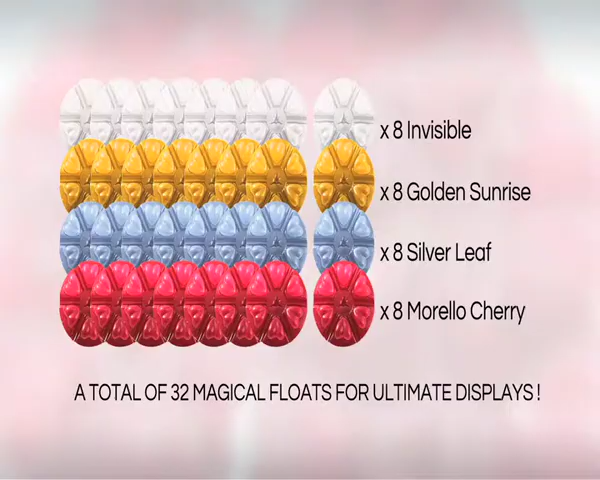 x 8 Invisible
x 8 Golden Sunrise
x 8 Silver Leaf
x 8 Morello Cherry
A TOTAL OF 32 MAGICAL FLOATS FOR ULTIMATE DISPLAYS !